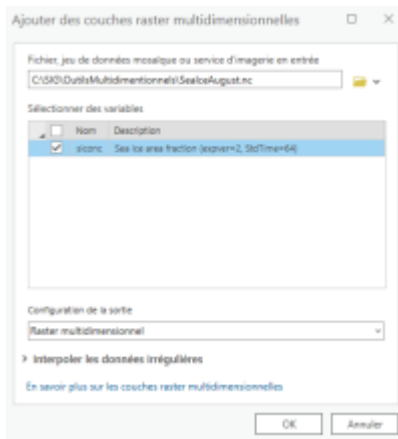 Ajouter des couches raster multidimensionnelles
Fichier, jeu de données mosaïque ou service d'imagerie en entrée
C:\SIG\OutilsMultidimentionnels\SeaIceAugust.nc
Sélectionner des variables
Nom Description
siconc Sea ice area fraction (expver=2, StdTime=64)
Configuration de la sortie
Raster multidimensionnel
Interpoler les données irrégulières
En savoir plus sur les couches raster multidimensionnelles
OK Annuler